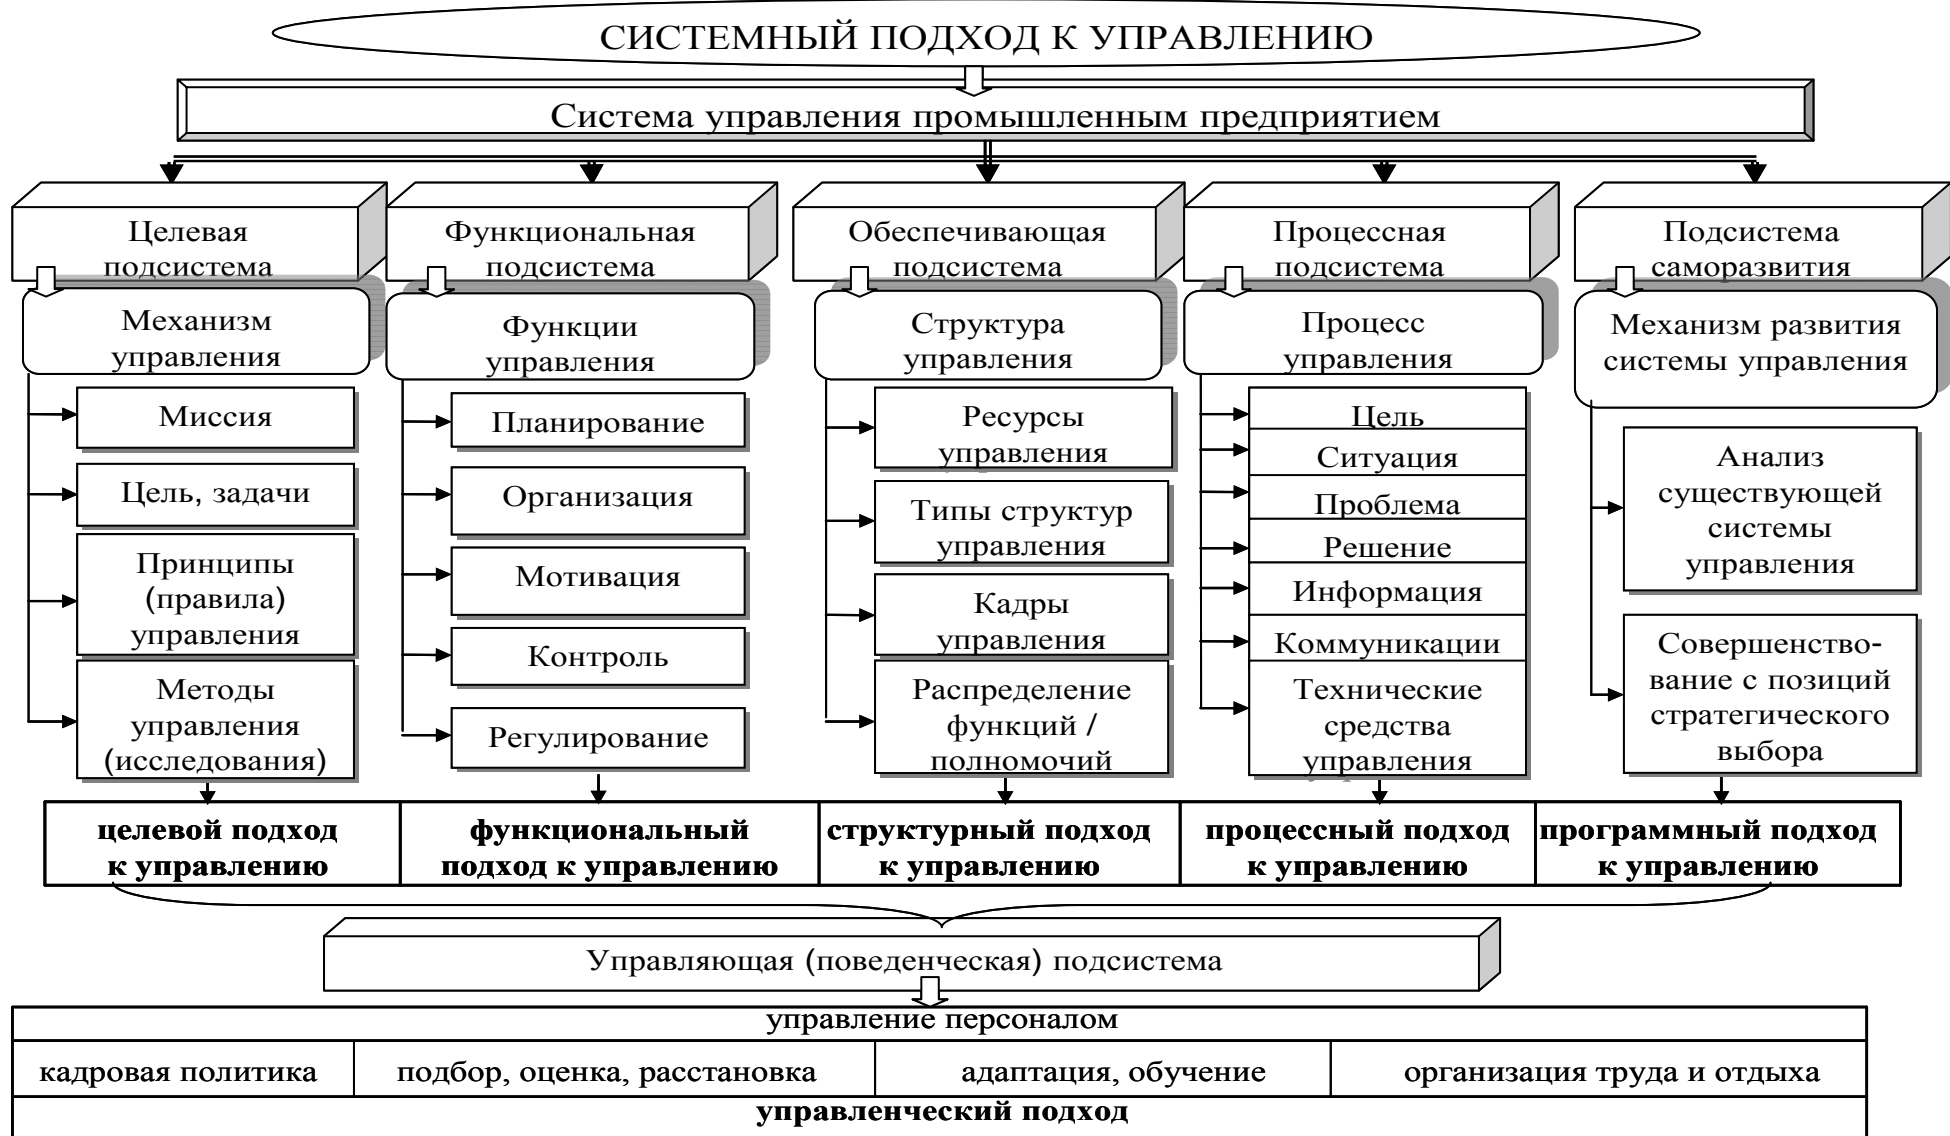 СИСТЕМНЫЙ ПОДХОД К УПРАВЛЕНИЮ
Система управления промышленным предприятием
Целевая
подсистема
Механизм
управления
Миссия
Цель, задачи
Принципы
(правила)
управления
Методы
управления
(исследования)
целевой подход
к управлению
Функциональная
подсистема
Функции
управления
Планирование
Организация
Мотивация
Контроль
Регулирование
функциональный
подход к управлению
Обеспечивающая
подсистема
Структура
управления
Ресурсы
управления
Типы структур
управления
Кадры
управления
Распределение
функций /
полномочий
структурный подход
к управлению
Процессная
подсистема
Процесс
управления
Цель
Ситуация
Проблема
Решение
Информация
Коммуникации
Технические
средства
управления
процессный подход
к управлению
Подсистема
саморазвития
Механизм развития
системы управления
Анализ
существующей
системы
управления
Совершенство-
вание с позиций
стратегического
выбора
программный подход
к управлению
Управляющая (поведенческая) подсистема
управление персоналом
кадровая политика
подбор, оценка, расстановка
адаптация, обучение
организация труда и отдыха
управленческий подход